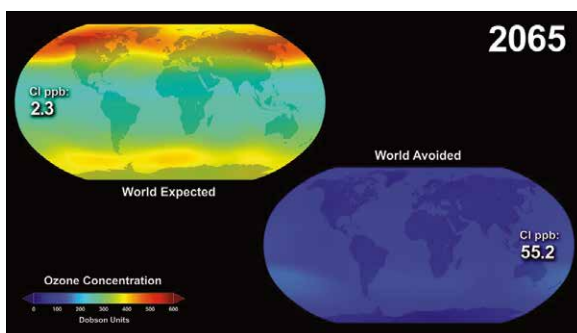 2065
Cl ppb:
2.3
World Expected
World Avoided
Cl ppb:
55.2
Ozone Concentration
0 100 200 300 400 500 600
Dobson Units